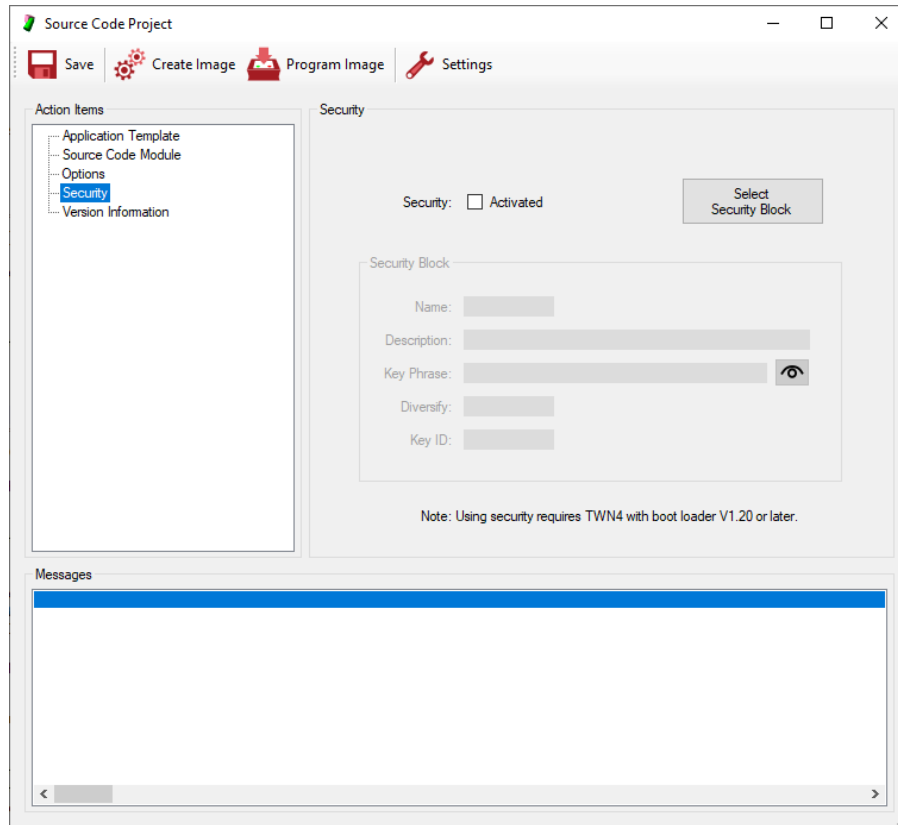 Source Code Project
Save
Create Image
Program Image
Settings
Action Items
Application Template
Source Code Module
Options
Security
Version Information
Security
Security:
Activated
Select
Security Block
Security Block
Name:
Description:
Key Phrase:
Diversify:
Key ID:
Note: Using security requires TWN4 with boot loader V1.20 or later.
Messages